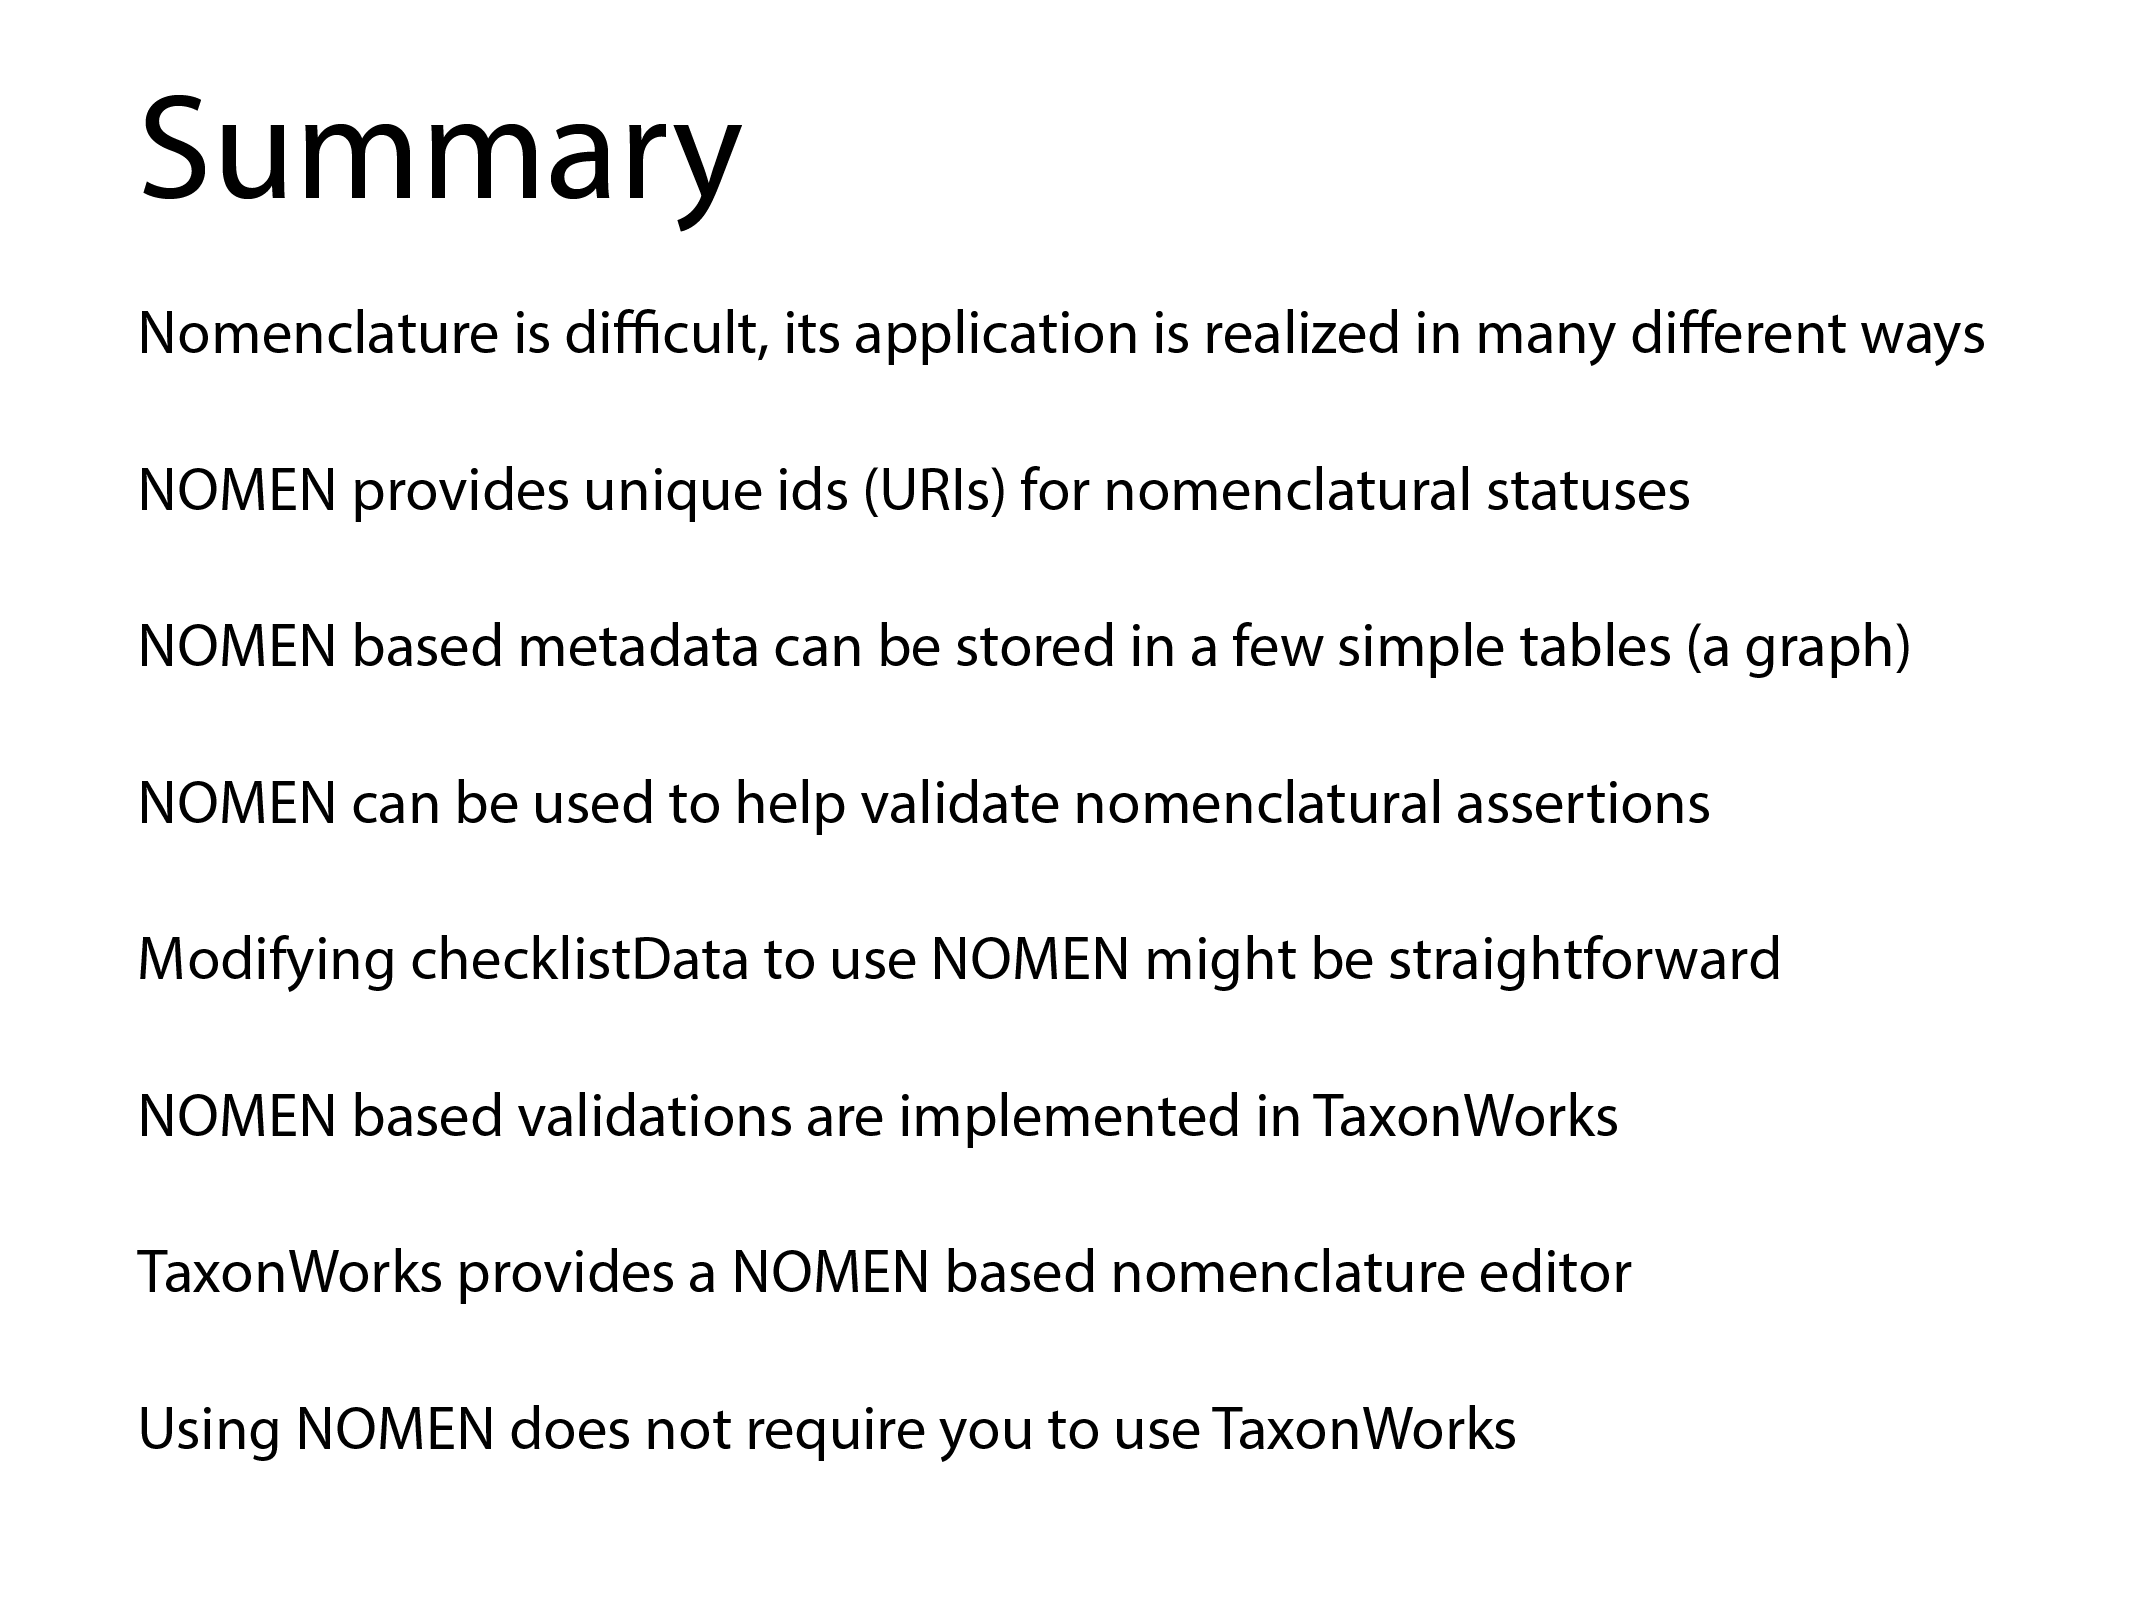 Summary
Nomenclature is difficult, its application is realized in many different ways
NOMEN provides unique ids (URIs) for nomenclatural statuses
NOMEN based metadata can be stored in a few simple tables (a graph)
NOMEN can be used to help validate nomenclatural assertions
Modifying checklistData to use NOMEN might be straightforward
NOMEN based validations are implemented in TaxonWorks
TaxonWorks provides a NOMEN based nomenclature editor
Using NOMEN does not require you to use TaxonWorks